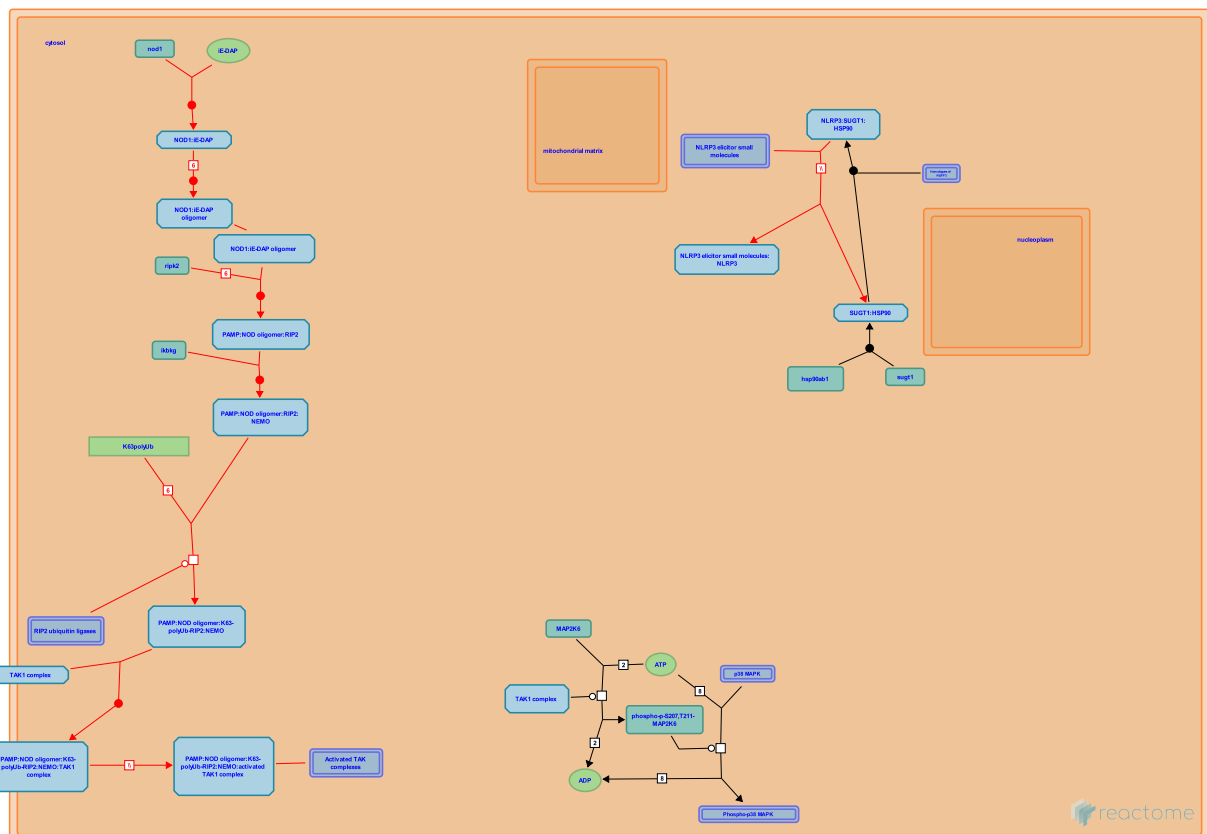 cytosol
nod1
iE-DAP
NOD1:iE-DAP
6
NOD1:iE-DAP
oligomer
NOD1:iE-DAP oligomer
ripk2
6
PAMP:NOD oligomer:RIP2
ikbkg
PAMP:NOD oligomer:RIP2:
NEMO
K63polyUb
6
RIP2 ubiquitin ligases
PAMP:NOD oligomer:K63-
polyUb-RIP2:NEMO
TAK1 complex
PAMP:NOD oligomer:K63-
polyUb-RIP2:NEMO:TAK1
complex
PAMP:NOD oligomer:K63-
polyUb-RIP2:NEMO:activated
TAK1 complex
Activated TAK
complexes
mitochondrial matrix
NLRP3 elicitor small
molecules
NLRP3:SUGT1:
HSP90
NLRP3 elicitor small molecules:
NLRP3
SUGT1:HSP90
hsp90ab1
sugt1
nucleoplasm
MAP2K6
2
ATP
TAK1 complex
8
p38 MAPK
phospho-p-S207,T211-
MAP2K6
2
ADP
8
Phospho-p38 MAPK
reactome